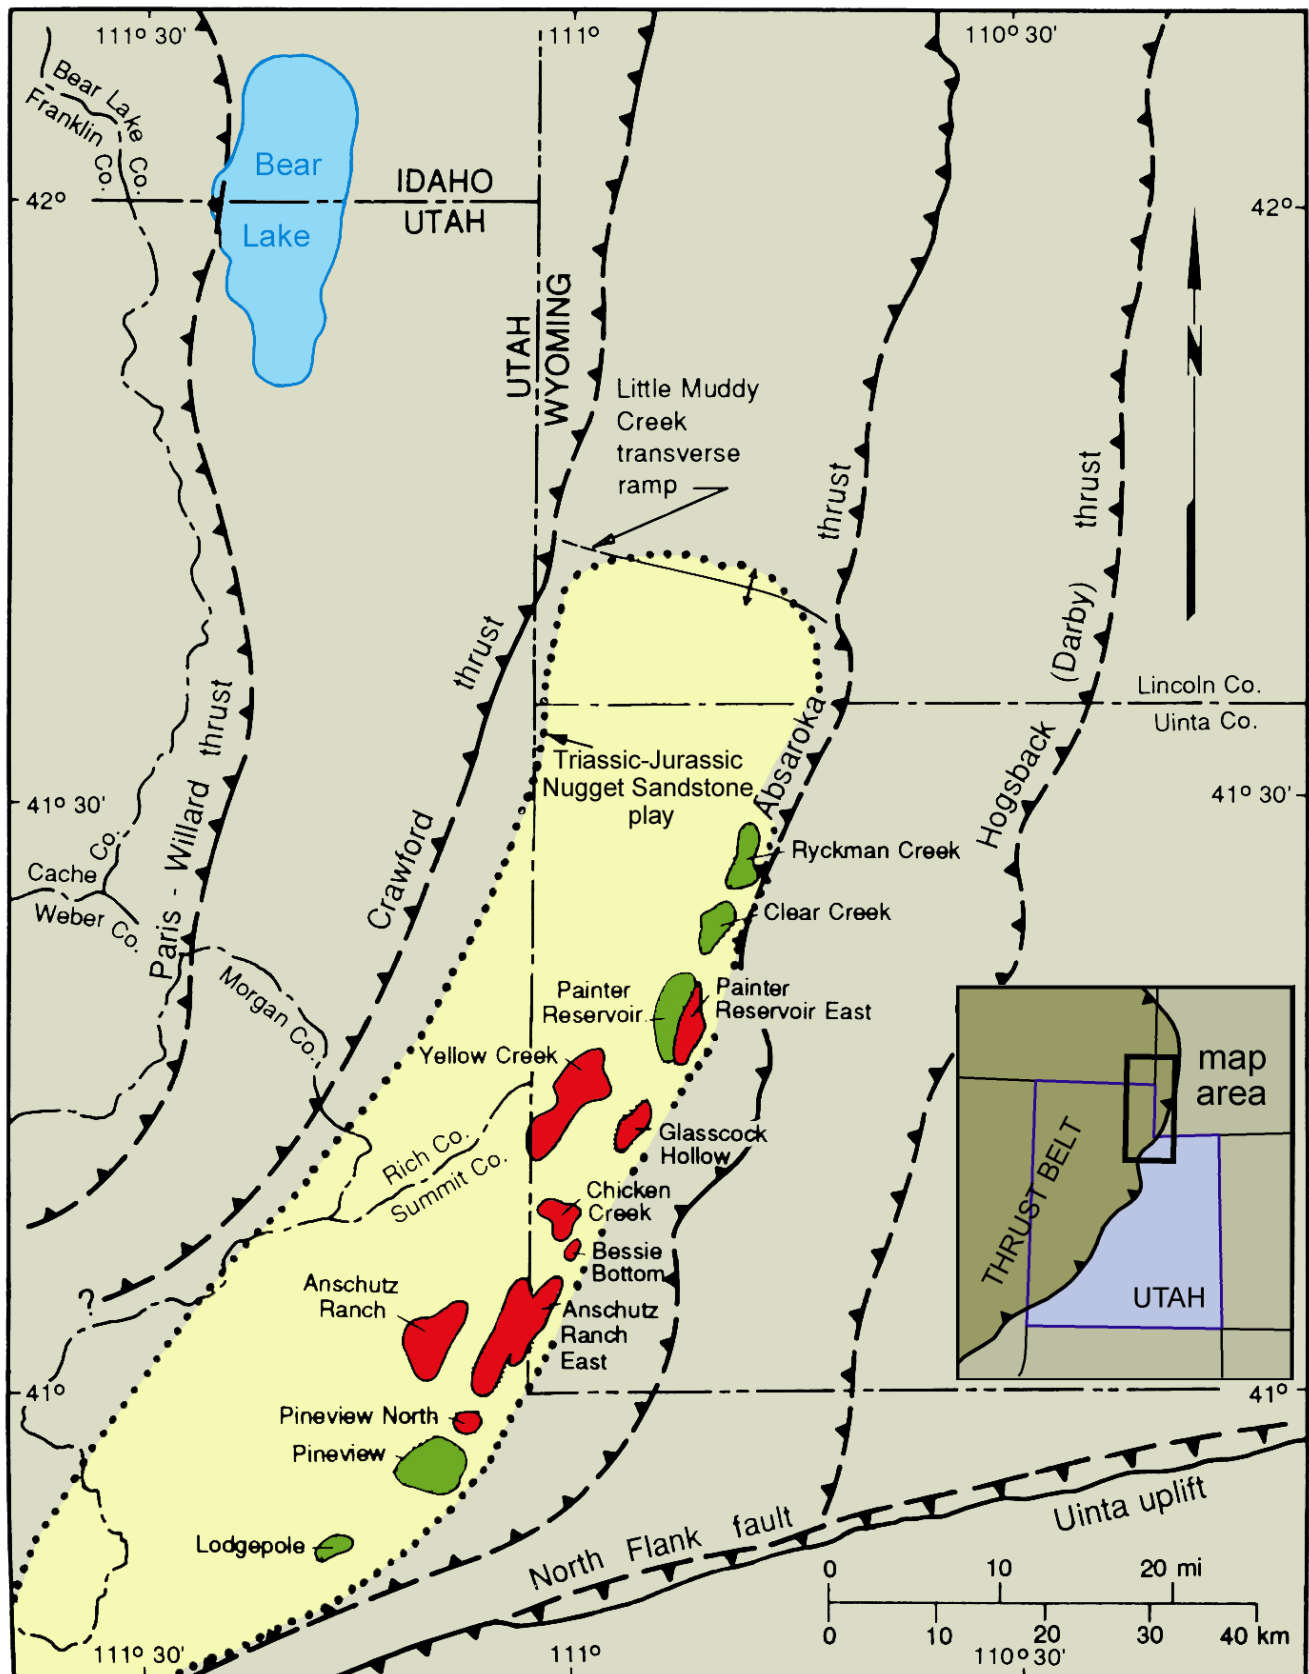 111° 30'
111°
110° 30'
Bear Lake Co.
Franklin Co.
Bear
Lake
IDAHO
UTAH
42°
42°
UTAH
WYOMING
N
Little Muddy
Creek
transverse
ramp
thrust
thrust
(Darby)
thrust
thrust
Lincoln Co.
Uinta Co.
Absaroka
Hogsback
Triassic-Jurassic
Nugget Sandstone
play
41° 30'
41° 30'
Crawford
Paris - Willard
Cache Co.
Weber Co.
Ryckman Creek
Clear Creek
Morgan Co.
Painter
Reservoir
Painter
Reservoir East
Yellow Creek
Glasscock
Hollow
Rich Co.
Summit Co.
Chicken
Creek
Bessie
Bottom
Anschutz
Ranch
Anschutz
Ranch
East
?
map
area
THRUST BELT
UTAH
41°
41°
Pineview North
Pineview
Lodgepole
North Flank fault
Uinta uplift
0 10 20 mi
0 10 20 30 40 km
111° 30'
111°
110° 30'